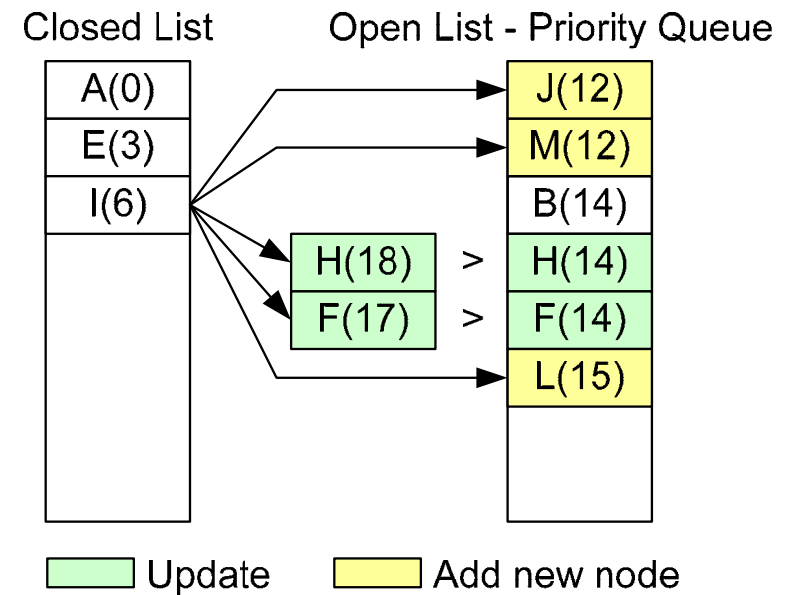 Closed List Open List - Priority Queue
A(0) J(12)
E(3) M(12)
I(6) B(14)
H(18) > H(14)
F(17) > F(14)
L(15)
Update Add new node